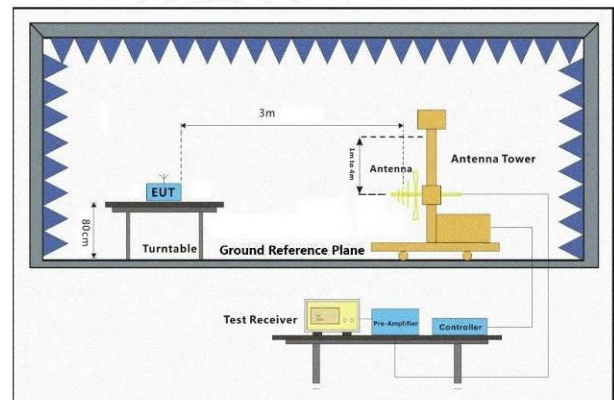 3m
1m to 4m
Antenna
Antenna Tower
EUT
80cm
Turntable
Ground Reference Plane
Test Receiver
Pre-Amplifier
Controller